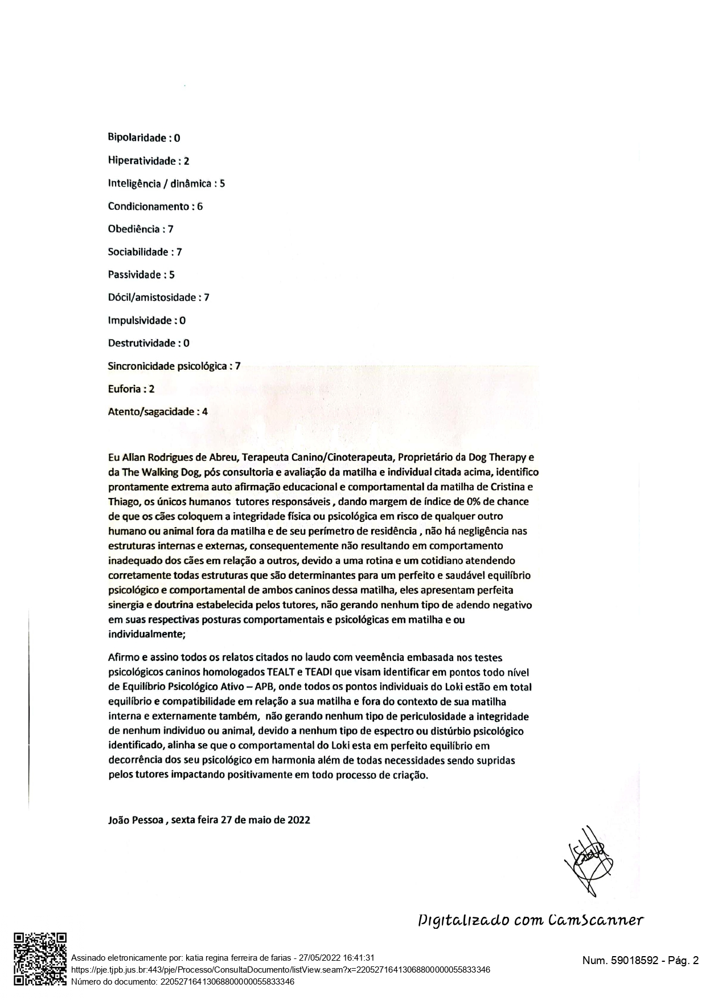 Bipolaridade : 0
Hiperatividade : 2
Inteligência / dinâmica : 5
Condicionamento : 6
Obediência : 7
Sociabilidade : 7
Passividade : 5
Dócil/amistosidade : 7
Impulsividade : 0
Destrutividade : 0
Sincronicidade psicológica : 7
Euforia : 2
Atento/sagacidade : 4
Eu Allan Rodrigues de Abreu, Terapeuta Canino/Cinoterapeuta, Proprietário da Dog Therapy e
da The Walking Dog, pós consultoria e avaliação da matilha e individual citada acima, identifico
prontamente extrema auto afirmação educacional e comportamental da matilha de Cristina e
Thiago, os únicos humanos tutores responsáveis , dando margem de índice de 0% de chance
de que os cães coloquem a integridade física ou psicológica em risco de qualquer outro
humano ou animal fora da matilha e de seu perímetro de residência , não há negligência nas
estruturas internas e externas, consequentemente não resultando em comportamento
inadequado dos cães em relação a outros, devido a uma rotina e um cotidiano atendendo
corretamente todas estruturas que são determinantes para um perfeito e saudável equilíbrio
psicológico e comportamental de ambos caninos dessa matilha, eles apresentam perfeita
sinergia e doutrina estabelecida pelos tutores, não gerando nenhum tipo de adendo negativo
em suas respectivas posturas comportamentais e psicológicas em matilha e ou
individualmente;
Afirmo e assino todos os relatos citados no laudo com veemência embasada nos testes
psicológicos caninos homologados TEALT e TEADI que visam identificar em pontos todo nível
de Equilíbrio Psicológico Ativo – APB, onde todos os pontos individuais do Loki estão em total
equilíbrio e compatibilidade em relação a sua matilha e fora do contexto de sua matilha
interna e externamente também, não gerando nenhum tipo de periculosidade a integridade
de nenhum individuo ou animal, devido a nenhum tipo de espectro ou distúrbio psicológico
identificado, alinha se que o comportamental do Loki esta em perfeito equilíbrio em
decorrência dos seu psicológico em harmonia além de todas necessidades sendo supridas
pelos tutores impactando positivamente em todo processo de criação.
João Pessoa , sexta feira 27 de maio de 2022
Digitalizado com CamScanner
Assinado eletronicamente por: katia regina ferreira de farias - 27/05/2022 16:41:31
https://pje.tjpb.jus.br:443/pje/Processo/ConsultaDocumento/listView.seam?x=22052716413068800000055833346
Número do documento: 22052716413068800000055833346
Num. 59018592 - Pág. 2